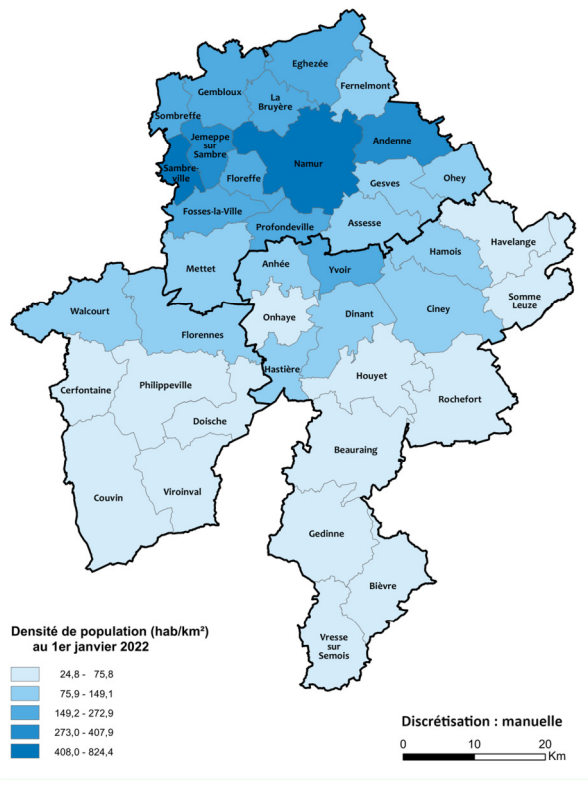 Eghezée
Gembloux
Fernelmont
La
Bruyère
Sombreffe
Jemeppe
sur
Sambre
Andenne
Namur
Sambre-
ville
Floreffe
Gesves
Ohey
Fosses-la-Ville
Assesse
Profondeville
Havelange
Hamois
Mettet
Anhée
Yvoir
Somme
Leuze
Walcourt
Onhaye
Dinant
Ciney
Florennes
Hastière
Houyet
Cerfontaine
Philippeville
Rochefort
Doische
Beauraing
Couvin
Viroinval
Gedinne
Bièvre
Vresse
sur
Semois
Densité de population (hab/km²)
au 1er janvier 2022
24,8 - 75,8
75,9 - 149,1
149,2 - 272,9
273,0 - 407,9
408,0 - 824,4
Discrétisation : manuelle
0 10 20
Km